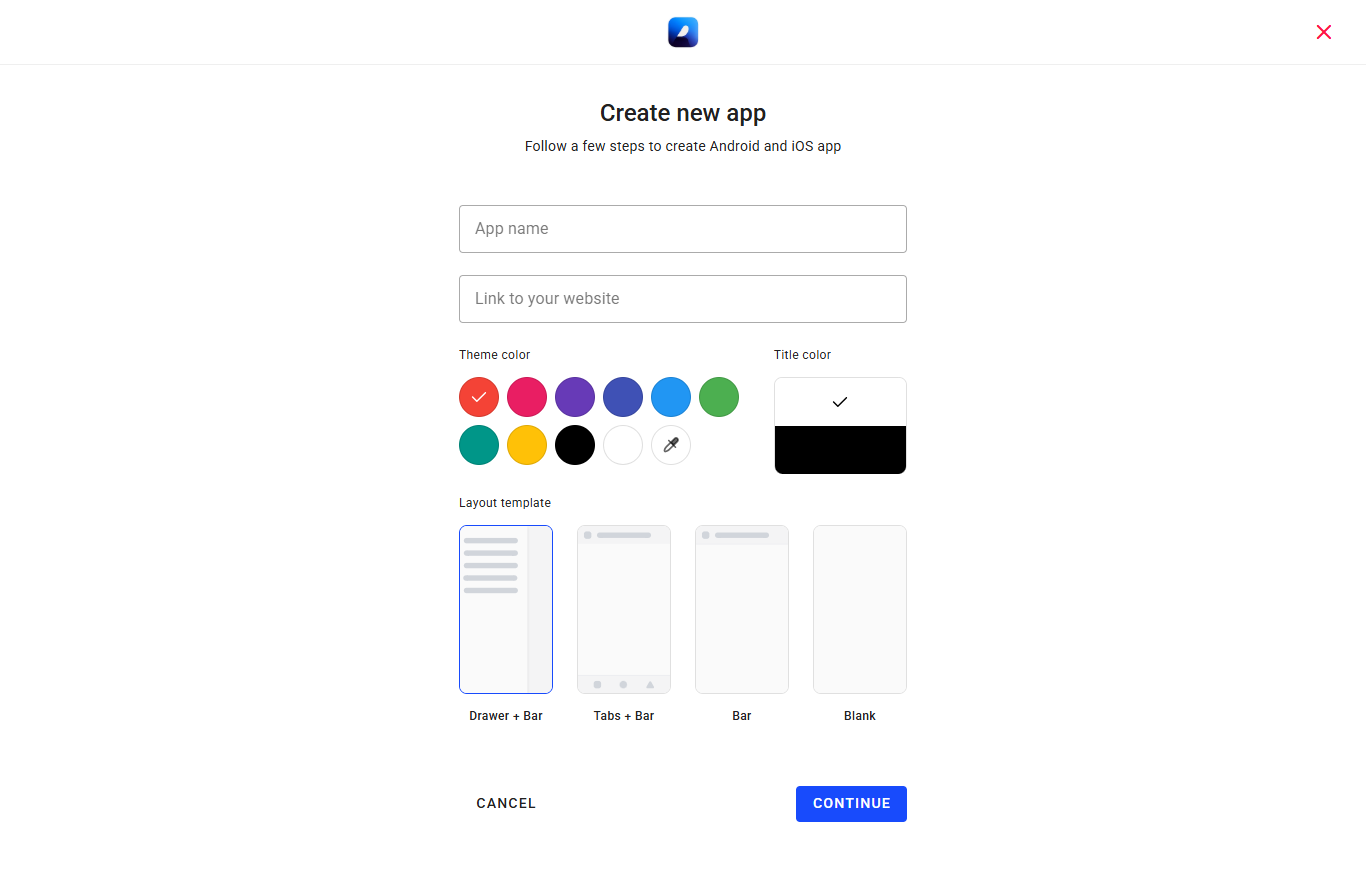 Create new app
Follow a few steps to create Android and iOS app
App name
Link to your website
Theme color
Title color
Layout template
Drawer + Bar
Tabs + Bar
Bar
Blank
CANCEL
CONTINUE